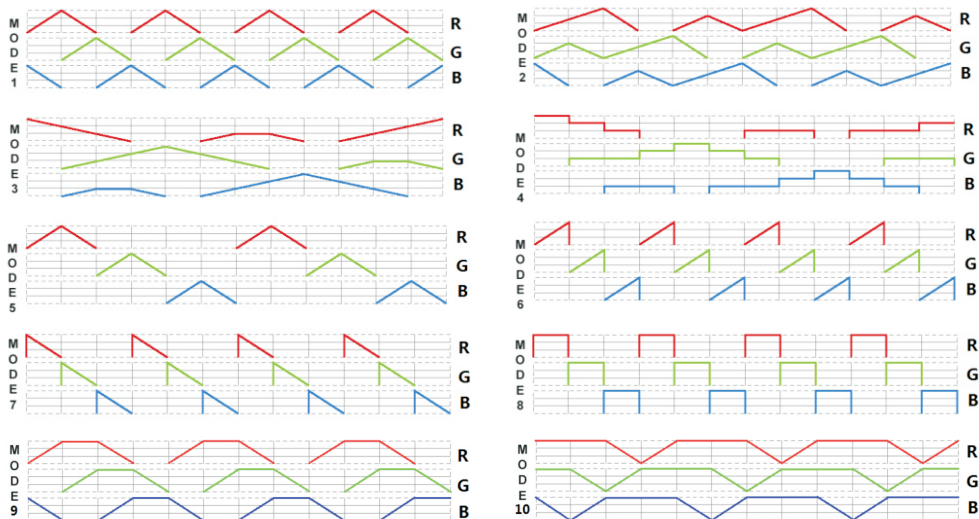 MODE 1 R G B
MODE 2 R G B
MODE 3 R G B
MODE 4 R G B
MODE 5 R G B
MODE 6 R G B
MODE 7 R G B
MODE 8 R G B
MODE 9 R G B
MODE 10 R G B